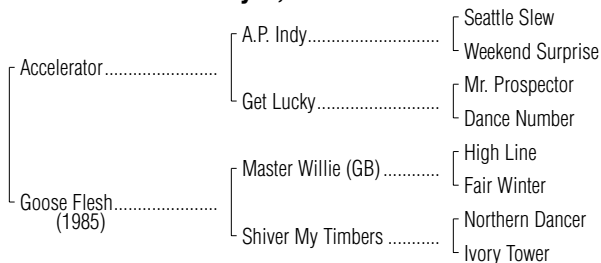 Seattle Slew
A.P. Indy
Weekend Surprise
Accelerator
Mr. Prospector
Get Lucky
Dance Number
High Line
Master Willie (GB)
Fair Winter
Goose Flesh
(1985)
Northern Dancer
Shiver My Timbers
Ivory Tower